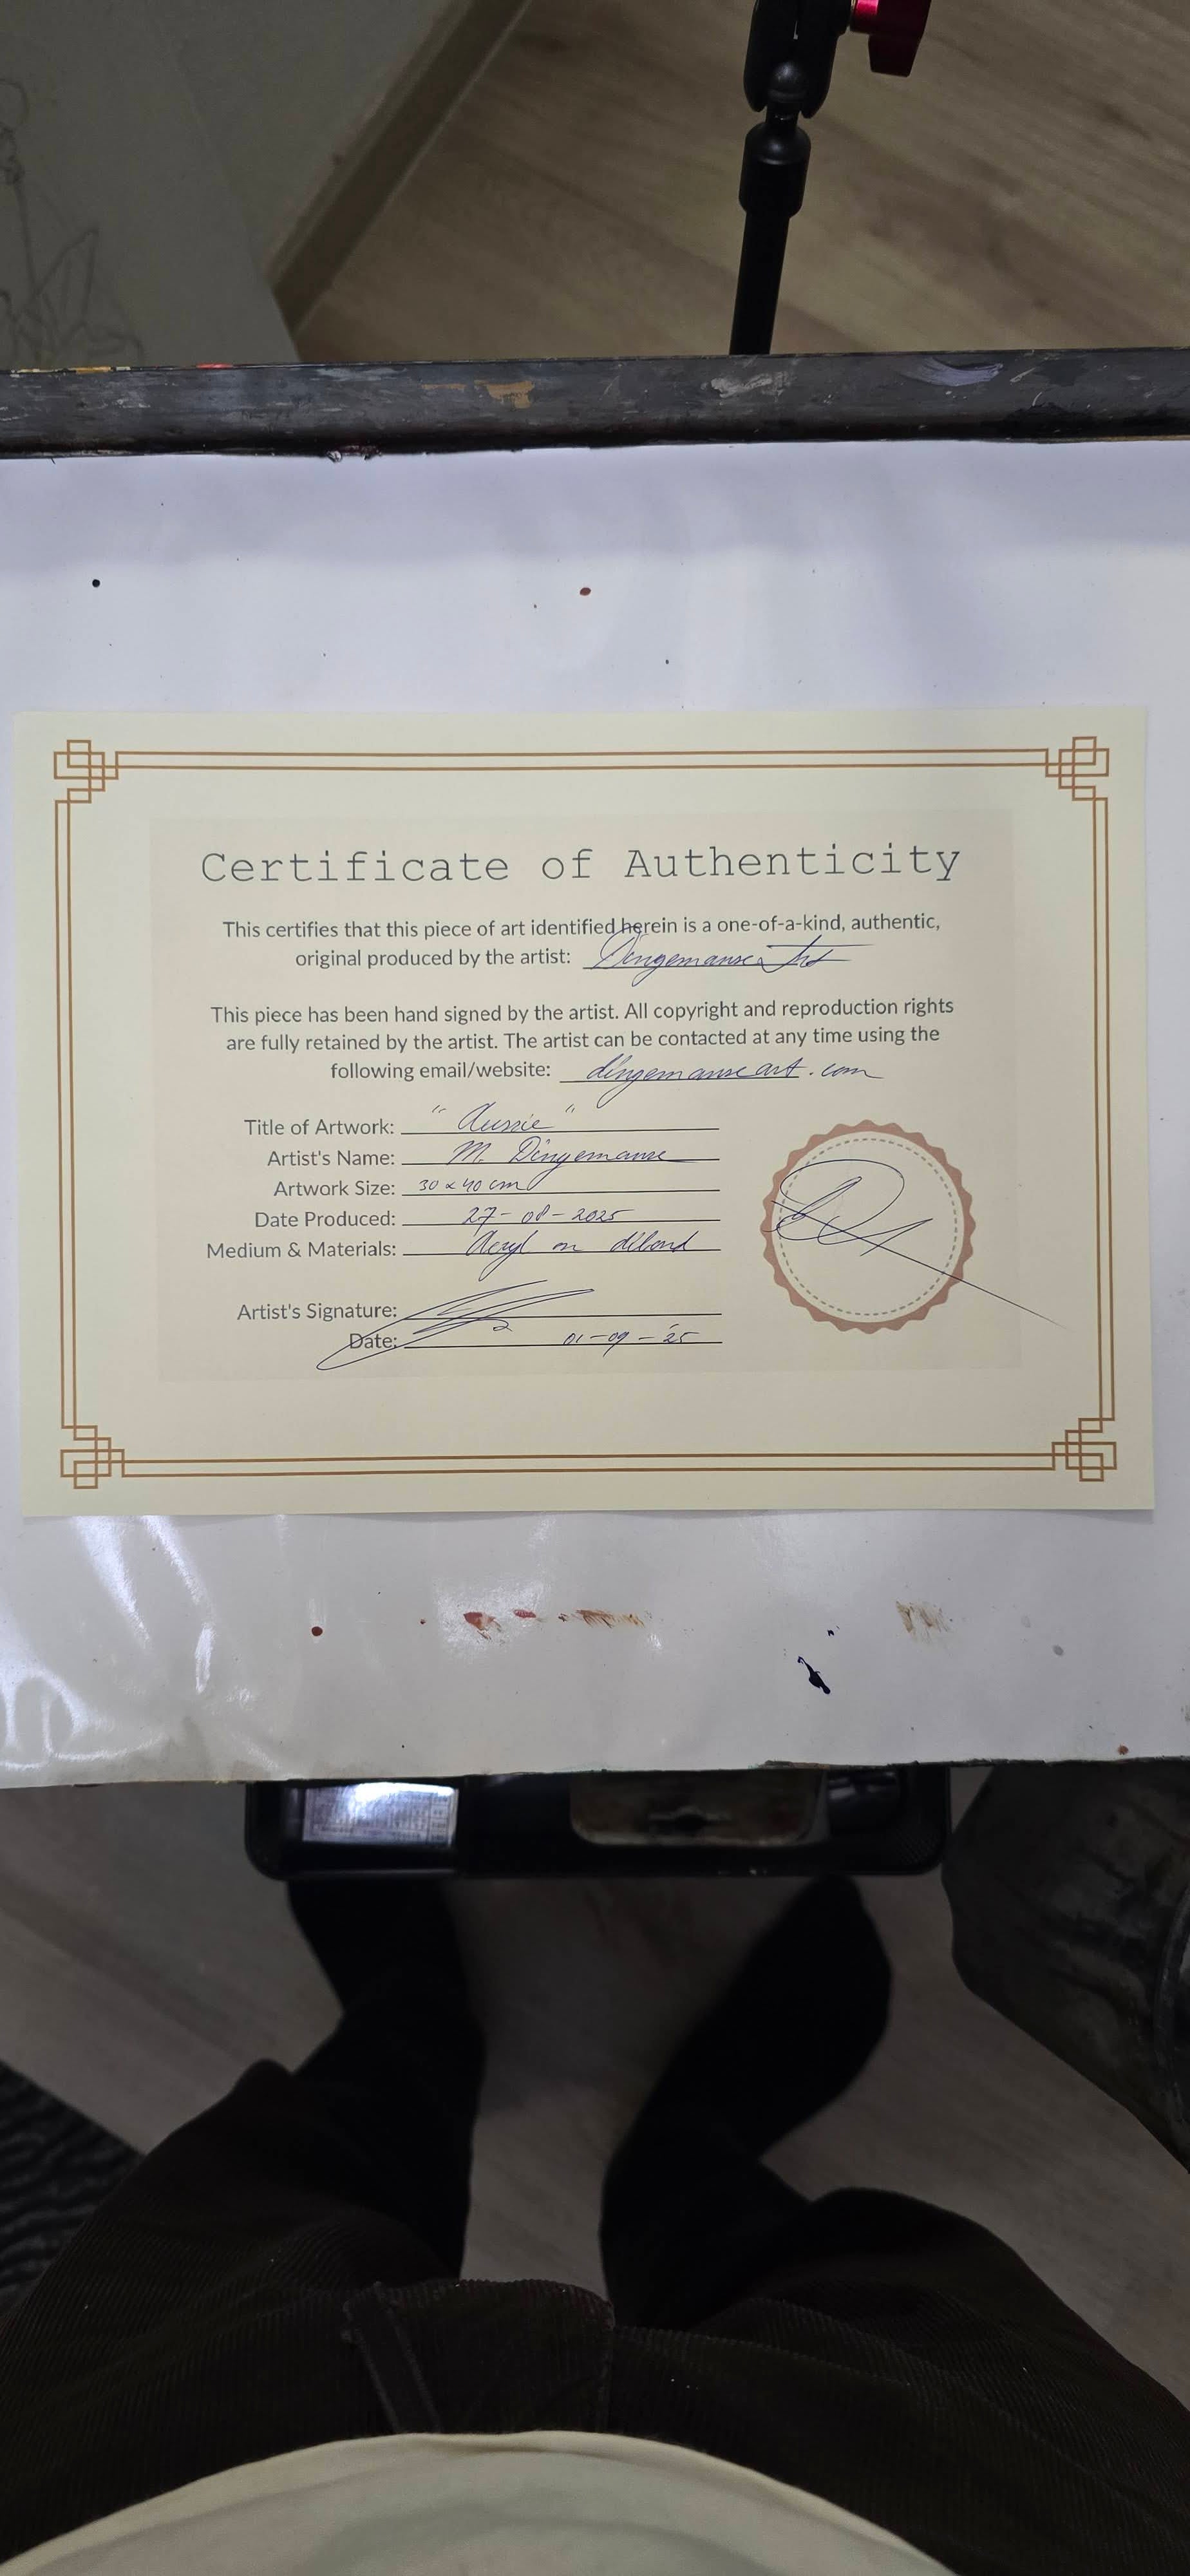 Certificate of Authenticity
This certifies that this piece of art identified herein is a one-of-a-kind, authentic,
original produced by the artist: Dingemanse Art
This piece has been hand signed by the artist. All copyright and reproduction rights
are fully retained by the artist. The artist can be contacted at any time using the
following email/website: dingemanseart.com
Title of Artwork: "Aussie"
Artist's Name: M. Dingemanse
Artwork Size: 30 x 40 cm
Date Produced: 27-08-2025
Medium & Materials: Acryl on dibond
Artist's Signature:
Date: 01-09-'25